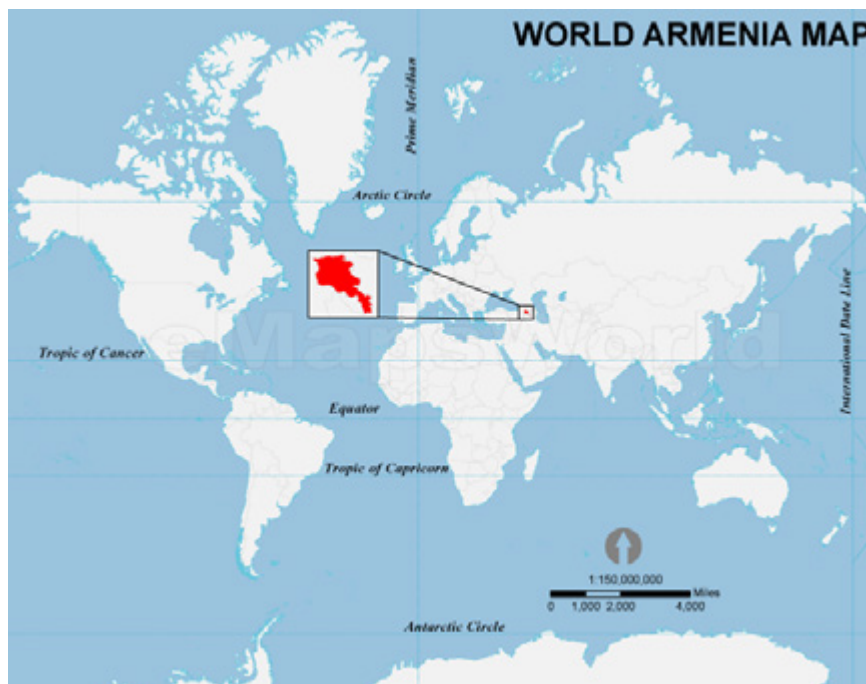 WORLD ARMENIA MAP
Prime Meridian
Arctic Circle
International Date Line
eMapsWorld
Tropic of Cancer
Equator
Tropic of Capricorn
1:150,000,000
Miles
0 1,000 2,000 4,000
Antarctic Circle